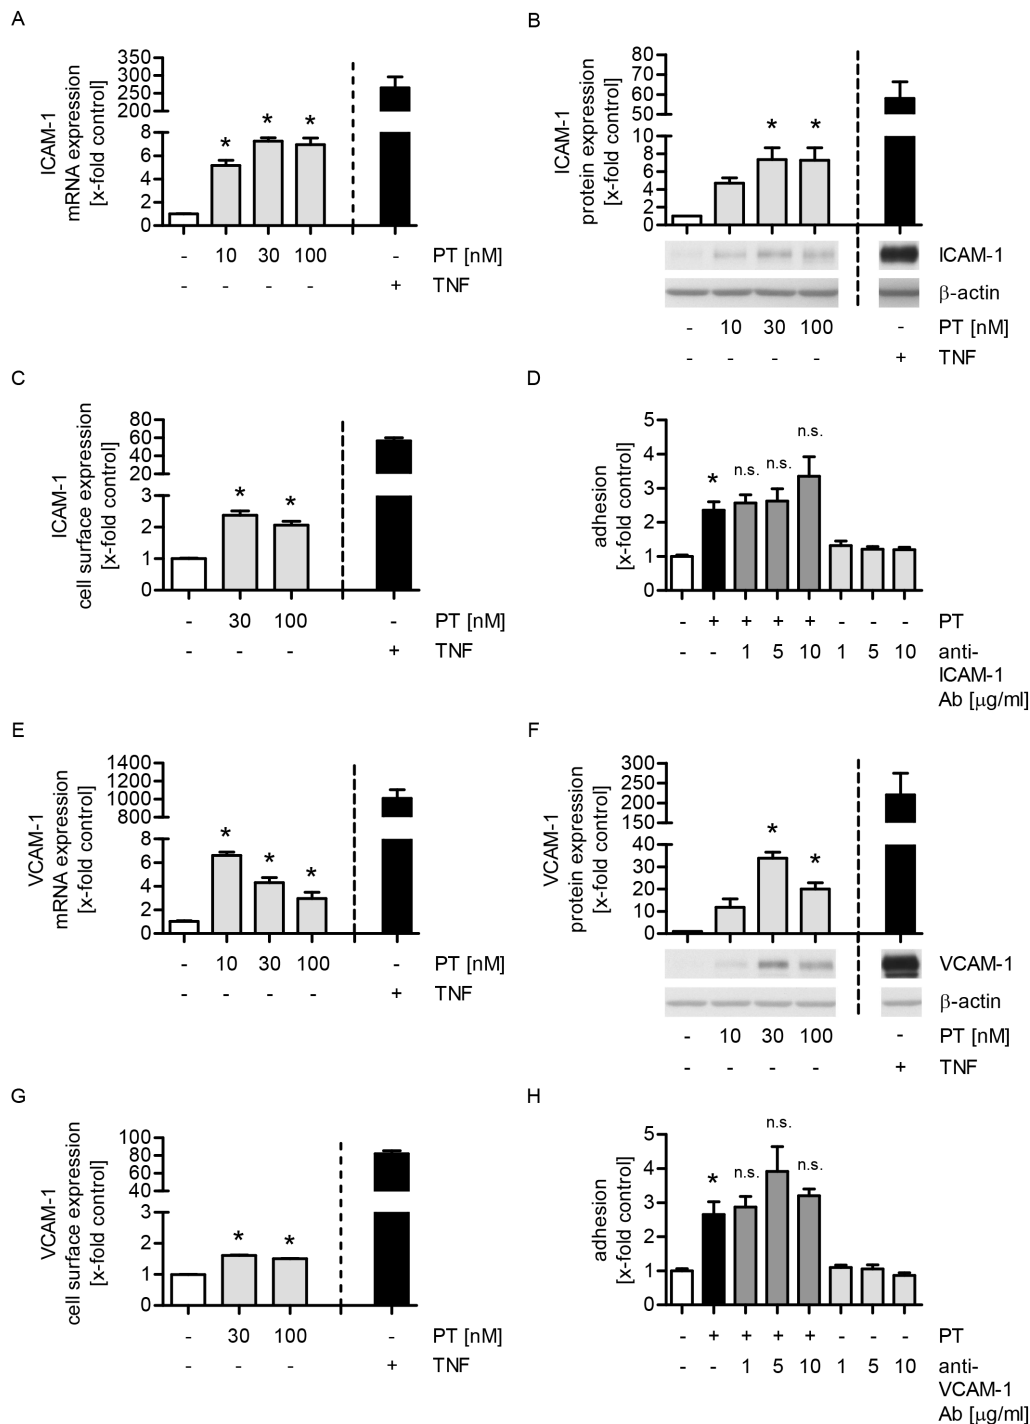 A
ICAM-1
mRNA expression
[x-fold control]
350
300
250
200
8
6
4
2
0
* * *
- 10 30 100 - PT [nM]
- - - - + TNF
B
ICAM-1
protein expression
[x-fold control]
80
70
60
50
10
8
6
4
2
0
* *
ICAM-1
β-actin
- 10 30 100 - PT [nM]
- - - - + TNF
C
ICAM-1
cell surface expression
[x-fold control]
80
60
40
20
3
2
1
0
* *
- 30 100 - PT [nM]
- - - + TNF
D
adhesion
[x-fold control]
5
4
3
2
1
0
* n.s. n.s. n.s.
- + + + + - - - PT
- - 1 5 10 1 5 10 anti-
ICAM-1
Ab [μg/ml]
E
VCAM-1
mRNA expression
[x-fold control]
1400
1200
1000
800
8
6
4
2
0
* * *
- 10 30 100 - PT [nM]
- - - - + TNF
F
VCAM-1
protein expression
[x-fold control]
300
250
200
150
40
30
20
10
0
* *
VCAM-1
β-actin
- 10 30 100 - PT [nM]
- - - - + TNF
G
VCAM-1
cell surface expression
[x-fold control]
100
80
60
40
3
2
1
0
* *
- 30 100 - PT [nM]
- - - + TNF
H
adhesion
[x-fold control]
5
4
3
2
1
0
* n.s. n.s. n.s.
- + + + + - - - PT
- - 1 5 10 1 5 10 anti-
VCAM-1
Ab [μg/ml]